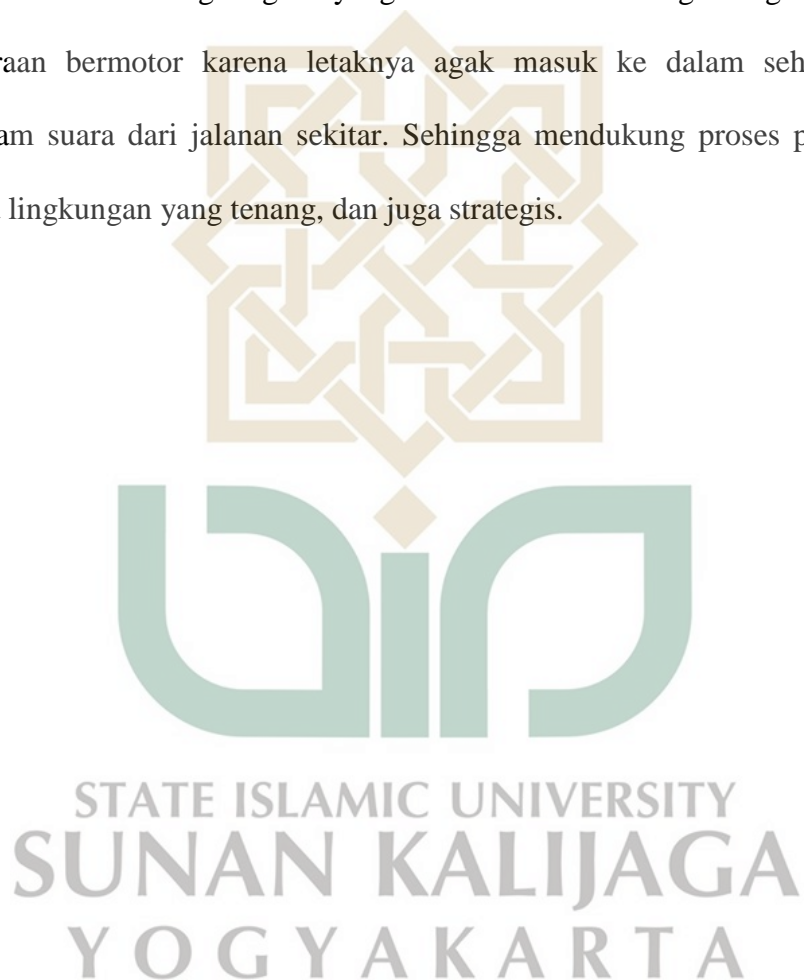 raan bermotor karena letaknya agak masuk ke dalam seh
am suara dari jalanan sekitar. Sehingga mendukung proses p
lingkungan yang tenang, dan juga strategis.
STATE ISLAMIC UNIVERSITY
SUNAN KALIJAGA
YOGYAKARTA